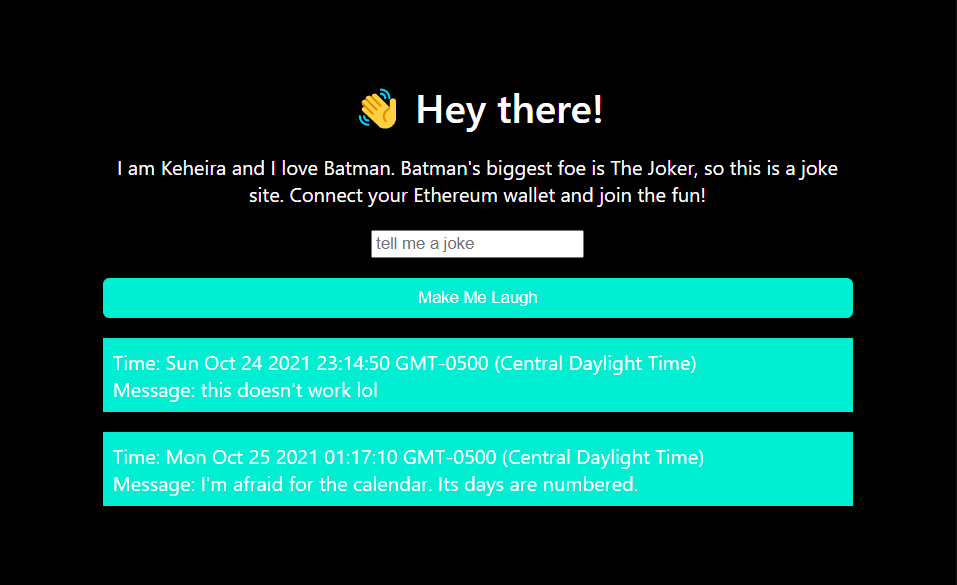 👋 Hey there!
I am Keheira and I love Batman. Batman's biggest foe is The Joker, so this is a joke
site. Connect your Ethereum wallet and join the fun!
tell me a joke
Make Me Laugh
Time: Sun Oct 24 2021 23:14:50 GMT-0500 (Central Daylight Time)
Message: this doesn't work lol
Time: Mon Oct 25 2021 01:17:10 GMT-0500 (Central Daylight Time)
Message: I'm afraid for the calendar. Its days are numbered.